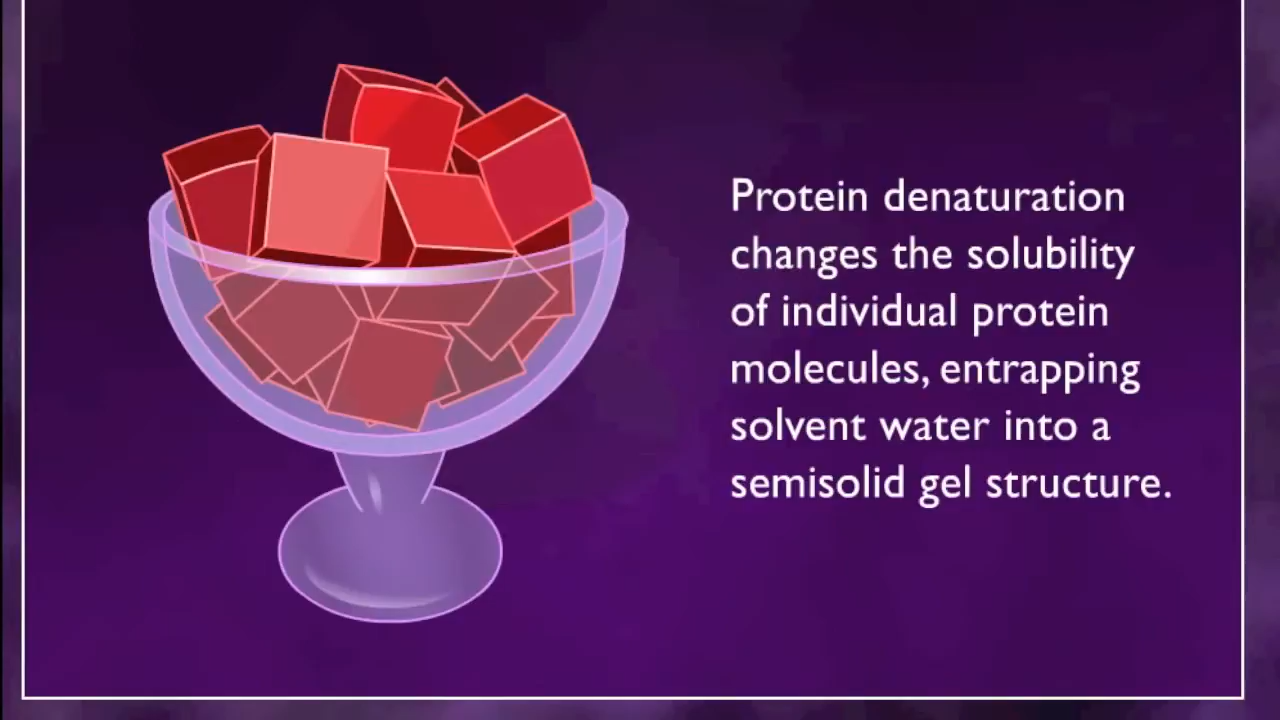 Protein denaturation
changes the solubility
of individual protein
molecules, entrapping
solvent water into a
semisolid gel structure.